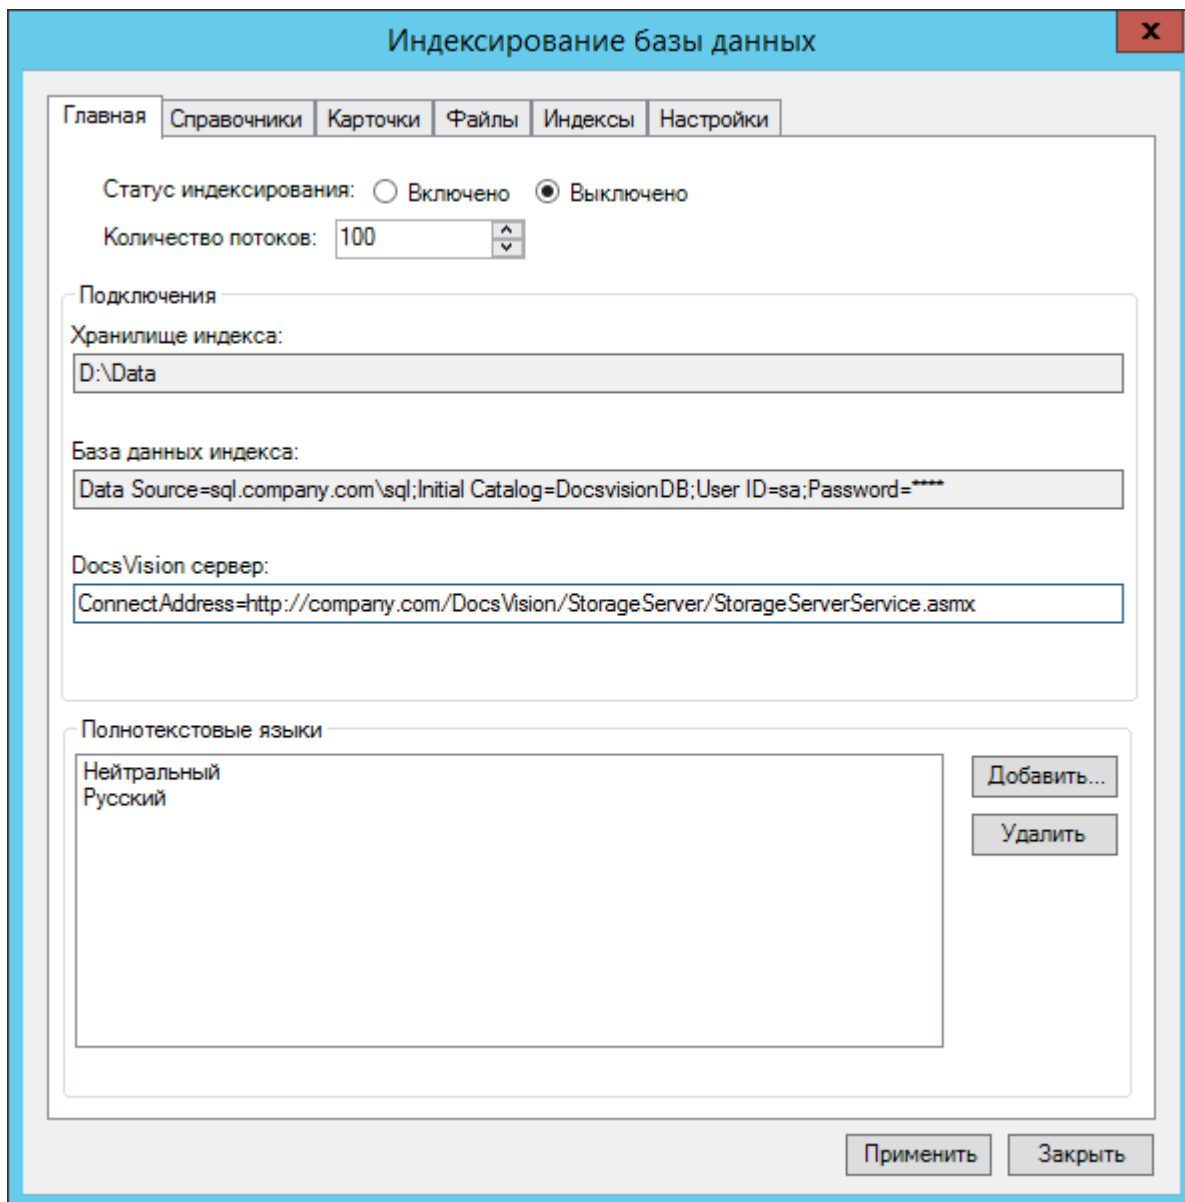 Индексирование базы данных
x
Главная Справочники Карточки Файлы Индексы Настройки
Статус индексирования: Включено Выключено
Количество потоков: 100
Подключения
Хранилище индекса:
D:\Data
База данных индекса:
Data Source=sql.company.com\sql;Initial Catalog=DocsvisionDB;User ID=sa;Password=****
DocsVision сервер:
ConnectAddress=http://company.com/DocsVision/StorageServer/StorageServerService.asmx
Полнотекстовые языки
Нейтральный
Добавить...
Русский
Удалить
Применить Закрыть